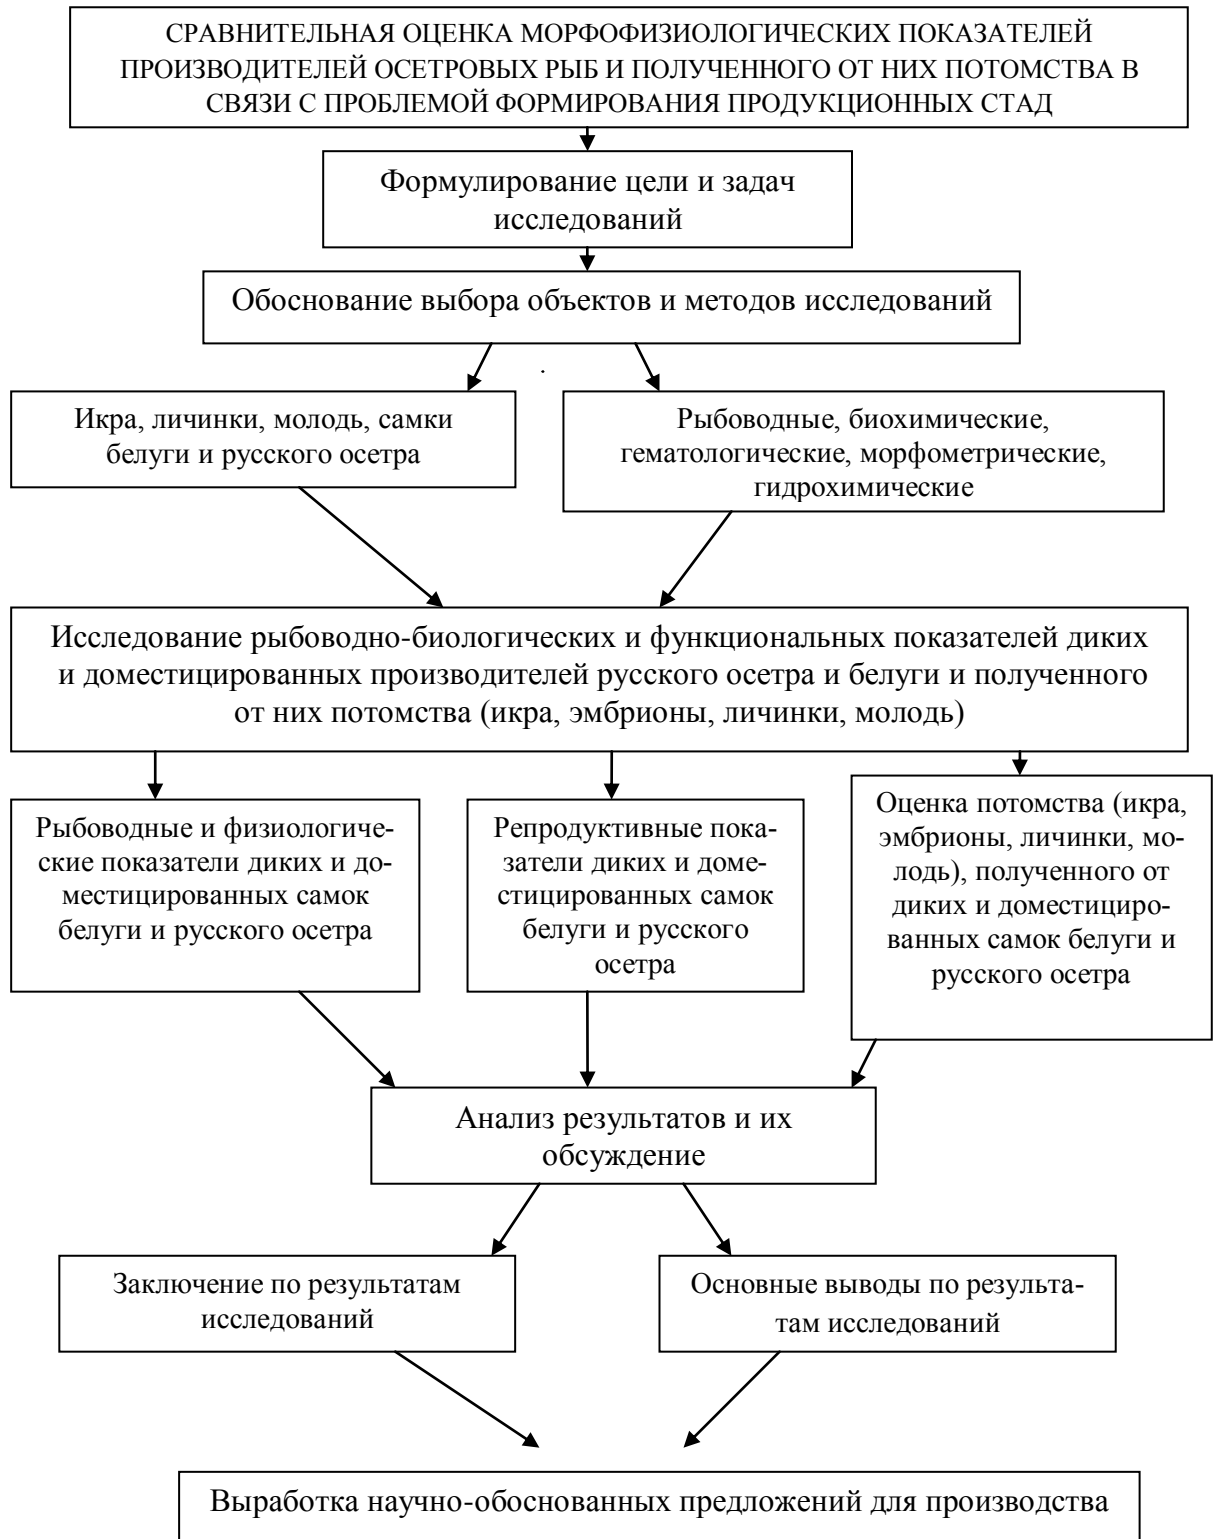 СРАВНИТЕЛЬНАЯ ОЦЕНКА МОРФОФИЗИОЛОГИЧЕСКИХ ПОКАЗАТЕЛЕЙ
ПРОИЗВОДИТЕЛЕЙ ОСЕТРОВЫХ РЫБ И ПОЛУЧЕННОГО ОТ НИХ ПОТОМСТВА В
СВЯЗИ С ПРОБЛЕМОЙ ФОРМИРОВАНИЯ ПРОДУКЦИОННЫХ СТАД
Формулирование цели и задач
исследований
Обоснование выбора объектов и методов исследований
.
Икра, личинки, молодь, самки
белуги и русского осетра
Рыбоводные, биохимические,
гематологические, морфометрические,
гидрохимические
Исследование рыбоводно-биологических и функциональных показателей диких
и доместицированных производителей русского осетра и белуги и полученного
от них потомства (икра, эмбрионы, личинки, молодь)
Рыбоводные и физиологиче-
ские показатели диких и до-
местицированных самок
белуги и русского осетра
Репродуктивные пока-
затели диких и доме-
стицированных самок
белуги и русского
осетра
Оценка потомства (икра,
эмбрионы, личинки, мо-
лодь), полученного от
диких и доместициро-
ванных самок белуги и
русского осетра
Анализ результатов и их
обсуждение
Заключение по результатам
исследований
Основные выводы по результа-
там исследований
Выработка научно-обоснованных предложений для производства